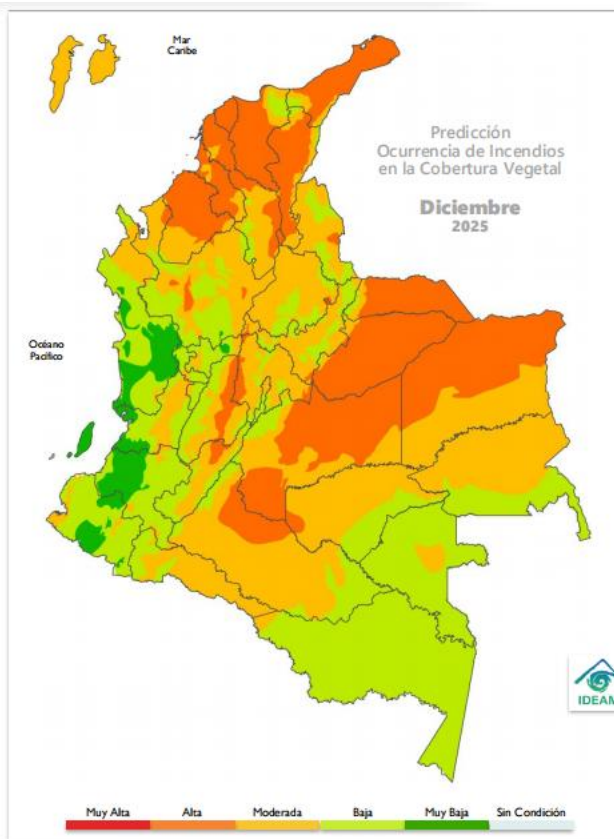 Mar
Caribe
Predicción
Ocurrencia de Incendios
en la Cobertura Vegetal
Diciembre
2025
Océano
Pacífico
IDEAM
Muy Alta
Alta
Moderada
Baja
Muy Baja
Sin Condición